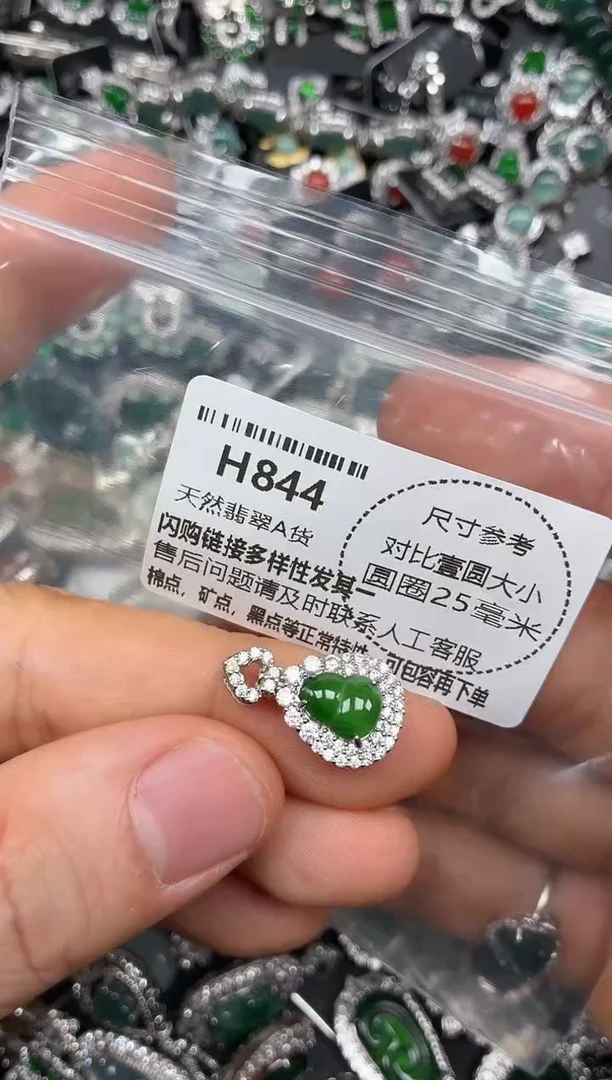 H844
天然翡翠A货
闪购链接多样性发其一
售后问题请及时联系人工客服
棉点，矿点，黑点等正常特性，可包容再下单
尺寸参考
对比壹圆大小
圆圈25毫米